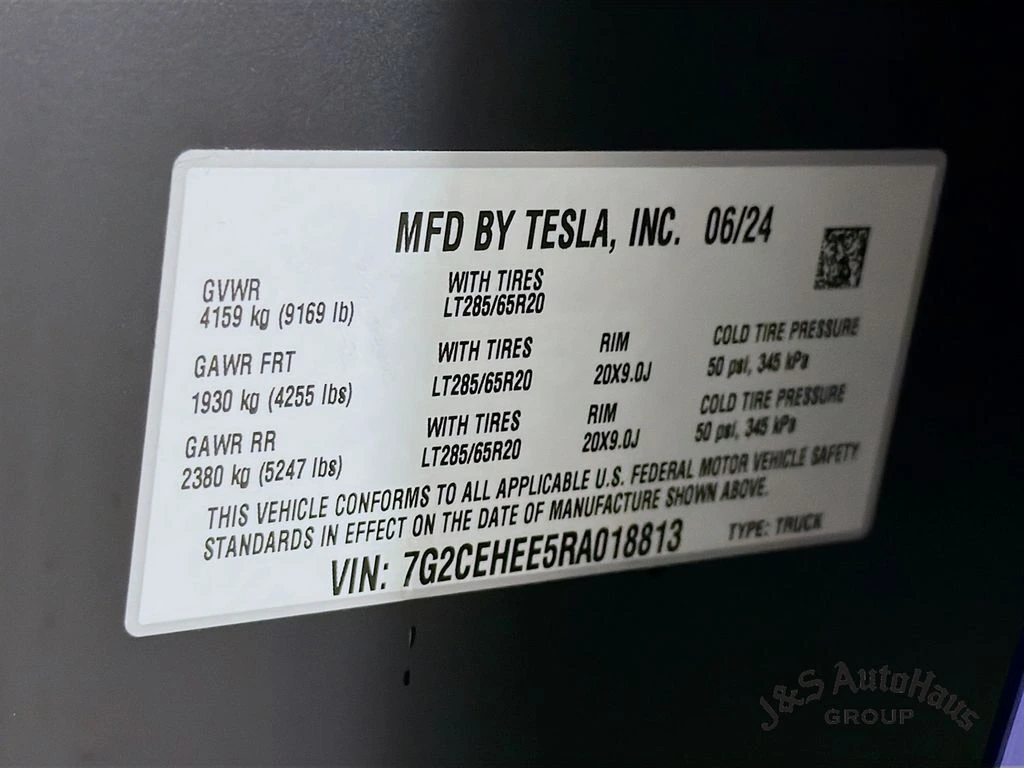 MFD BY TESLA, INC. 06/24
GVWR
4159 kg (9169 lb)
WITH TIRES
LT285/65R20
GAWR FRT
1930 kg (4255 lbs)
WITH TIRES
LT285/65R20
RIM
20X9.0J
COLD TIRE PRESSURE
50 psi, 345 kPa
GAWR RR
2380 kg (5247 lbs)
WITH TIRES
LT285/65R20
RIM
20X9.0J
COLD TIRE PRESSURE
50 psi, 345 kPa
THIS VEHICLE CONFORMS TO ALL APPLICABLE U.S. FEDERAL MOTOR VEHICLE SAFETY
STANDARDS IN EFFECT ON THE DATE OF MANUFACTURE SHOWN ABOVE.
VIN: 7G2CEHEE5RA018813 TYPE: TRUCK
J&S AutoHaus
GROUP